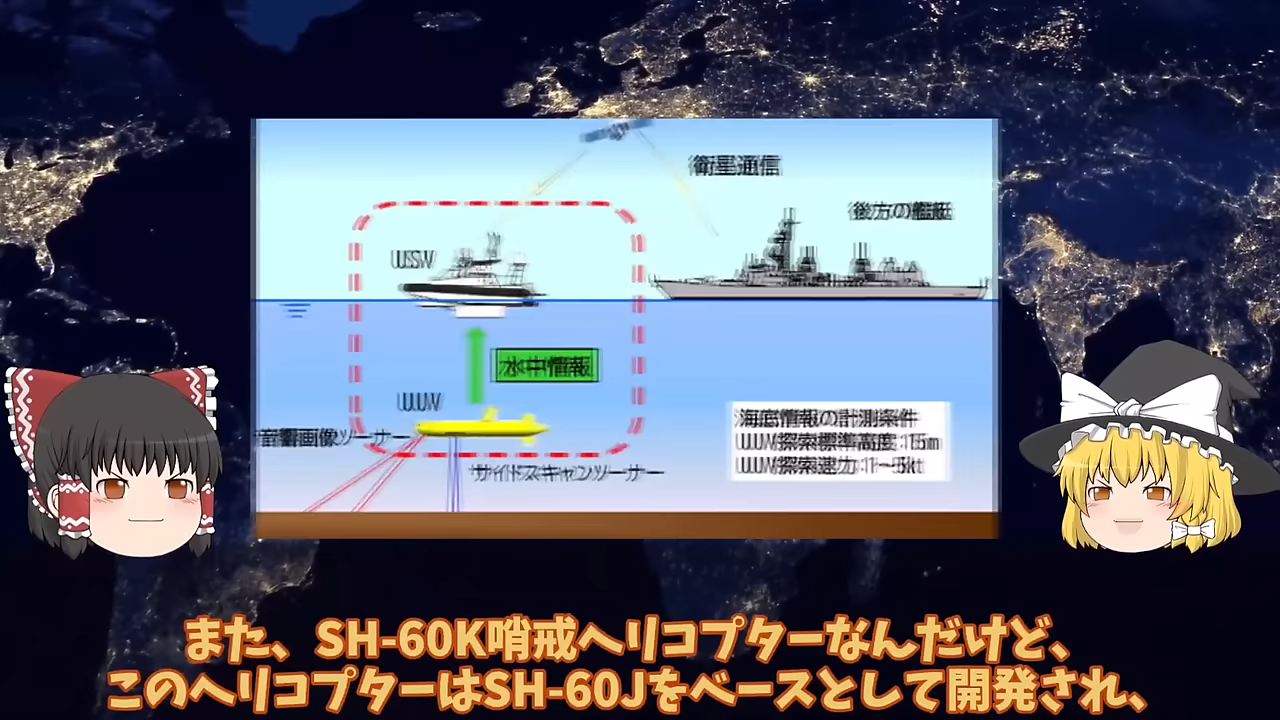 衛星通信
後方の艦艇
USV
水中情報
UUV
音響画像ソーナー
サイドスキャンソーナー
海底情報の計測条件
UUV探索標準高度:15m
UUV探索速力:1~5kt
また、SH-60K哨戒ヘリコプターなんだけど、
このヘリコプターはSH-60Jをベースとして開発され、